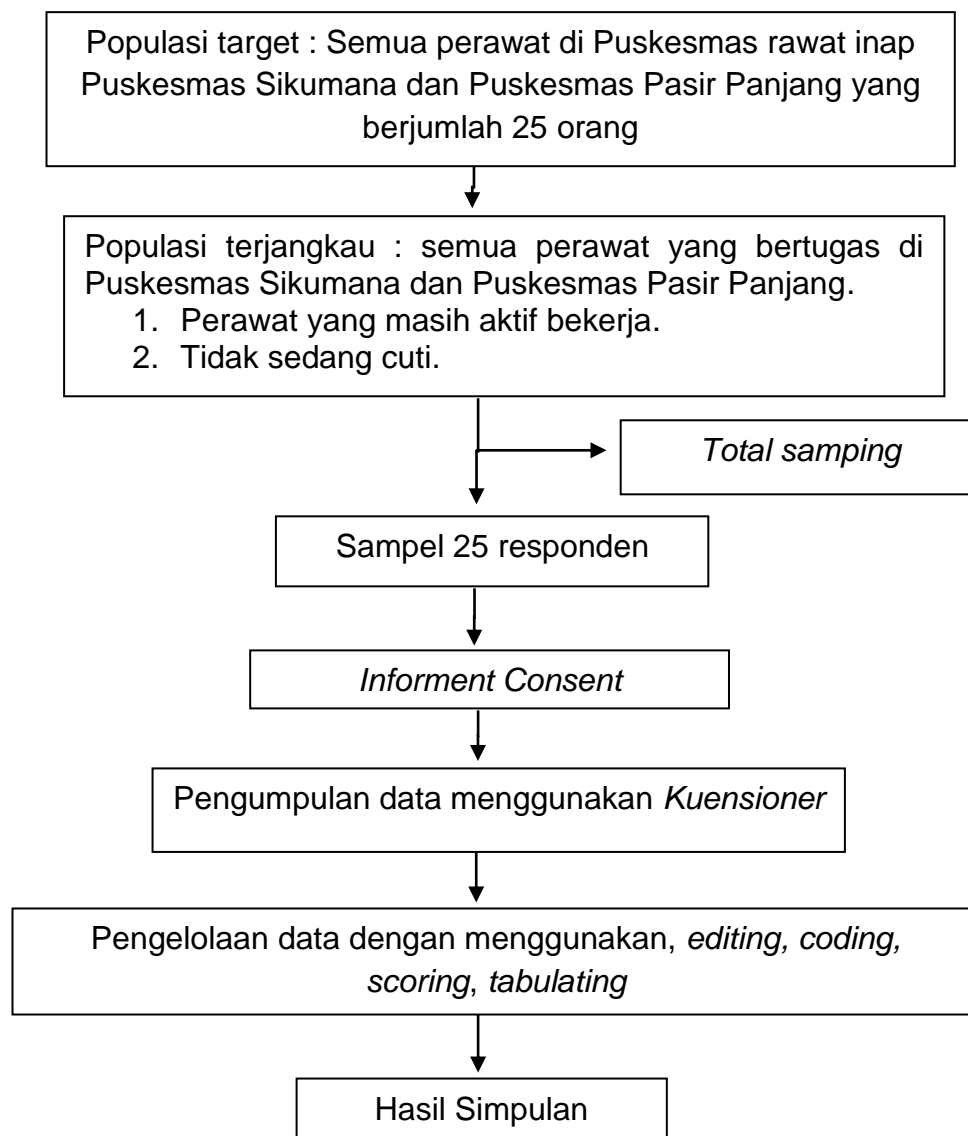 Populasi target : Semua perawat di Puskesmas rawat inap
Puskesmas Sikumana dan Puskesmas Pasir Panjang yang
berjumlah 25 orang
Populasi terjangkau : semua perawat yang bertugas di
Puskesmas Sikumana dan Puskesmas Pasir Panjang.
1. Perawat yang masih aktif bekerja.
2. Tidak sedang cuti.
Total samping
Sampel 25 responden
Informent Consent
Pengumpulan data menggunakan Kuensioner
Pengelolaan data dengan menggunakan, editing, coding,
scoring, tabulating
Hasil Simpulan